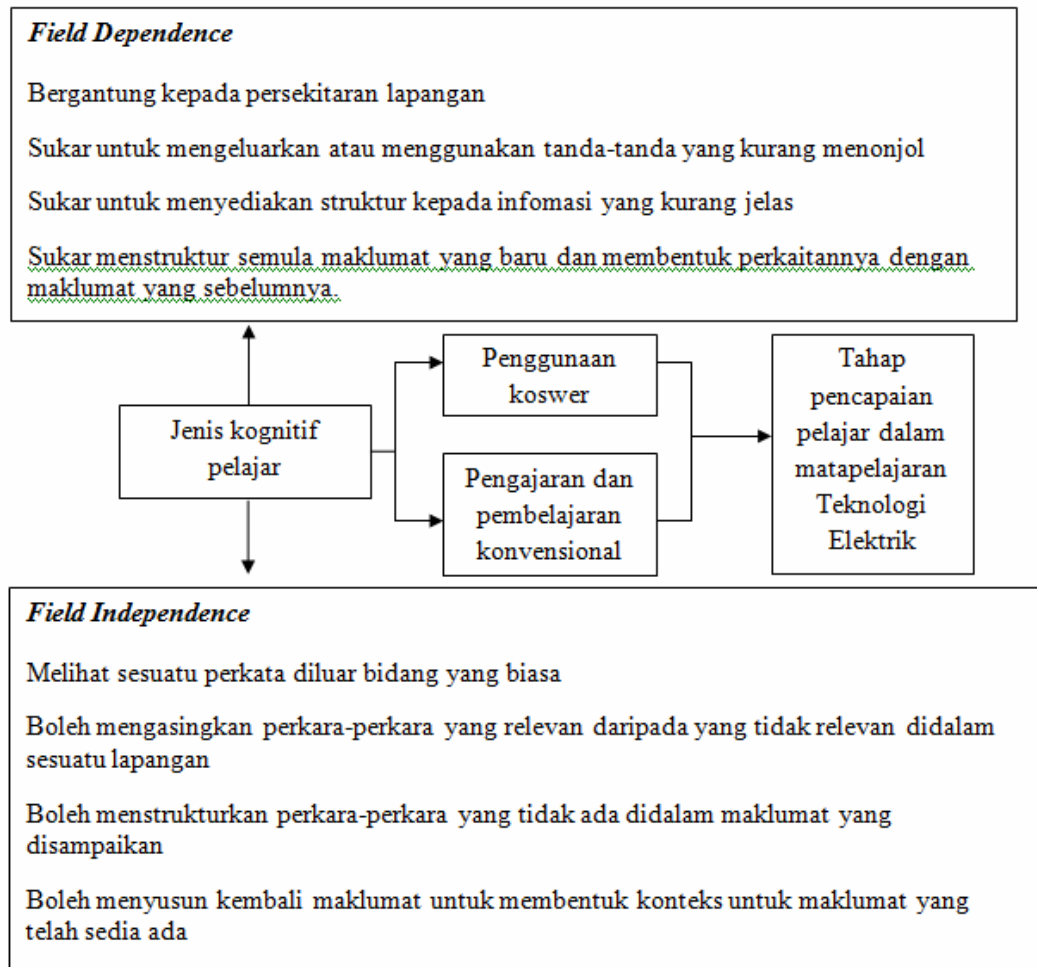 Field Dependence
Bergantung kepada persekitaran lapangan
Sukar untuk mengeluarkan atau menggunakan tanda-tanda yang kurang menonjol
Sukar untuk menyediakan struktur kepada infomasi yang kurang jelas
Sukar menstruktur semula maklumat yang baru dan membentuk perkaitannya dengan
maklumat yang sebelumnya.
Jenis kognitif
pelajar
Penggunaan
koswer
Pengajaran dan
pembelajaran
konvensional
Tahap
pencapaian
pelajar dalam
matapelajaran
Teknologi
Elektrik
Field Independence
Melihat sesuatu perkata diluar bidang yang biasa
Boleh mengasingkan perkara-perkara yang relevan daripada yang tidak relevan didalam
sesuatu lapangan
Boleh menstrukturkan perkara-perkara yang tidak ada didalam maklumat yang
disampaikan
Boleh menyusun kembali maklumat untuk membentuk konteks untuk maklumat yang
telah sedia ada